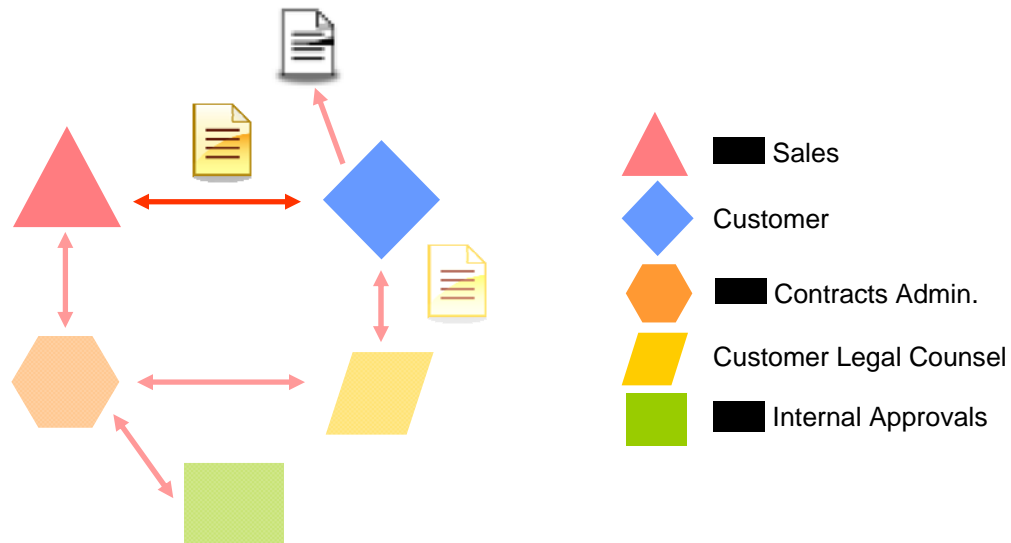 Sales
Customer
Contracts Admin.
Customer Legal Counsel
Internal Approvals